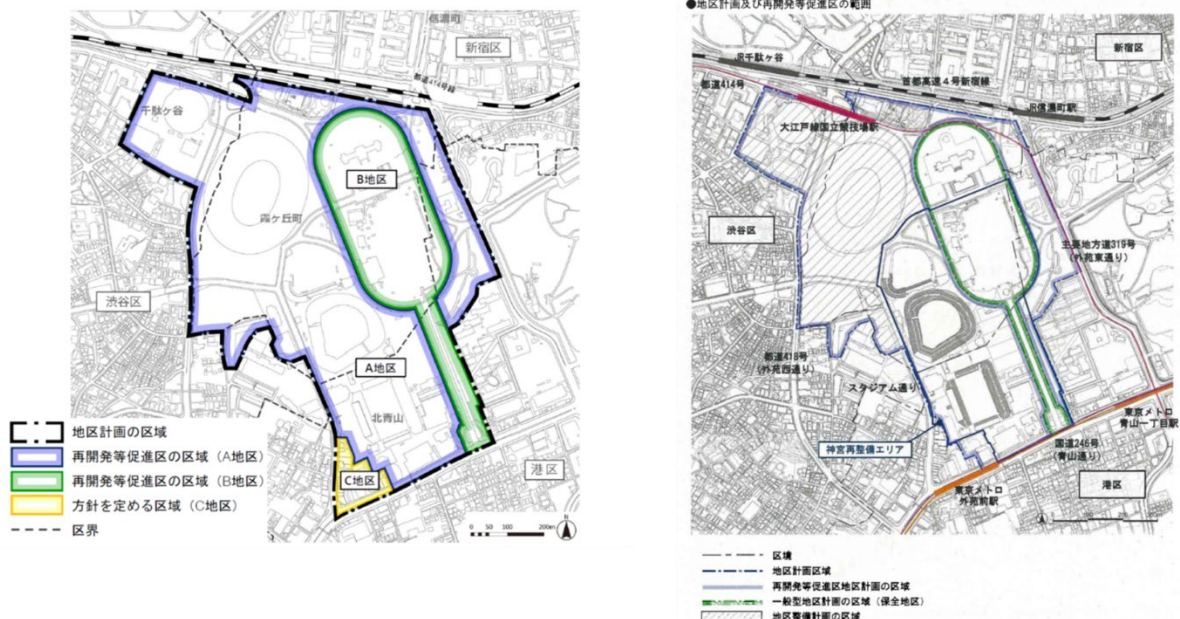 信濃町
新宿区
都道414号線
千駄ヶ谷
B地区
霞ヶ丘町
渋谷区
A地区
北青山
C地区
港区
地区計画の区域
再開発等促進区の区域（A地区）
再開発等促進区の区域（B地区）
方針を定める区域（C地区）
区界
0 50 100 200m
N
●地区計画及び再開発等促進区の範囲
新宿区
JR千駄ヶ谷
首都高速４号新宿線
都道414号
JR信濃町駅
大江戸線国立競技場駅
渋谷区
主要地方道319号
（外苑東通り）
都道418号
（外苑西通り）
スタジアム通り
東京メトロ
青山一丁目駅
神宮再整備エリア
国道246号
（青山通り）
東京メトロ
外苑前駅
港区
区境
地区計画区域
再開発等促進区地区計画の区域
一般型地区計画の区域（保全地区）
地区整備計画の区域